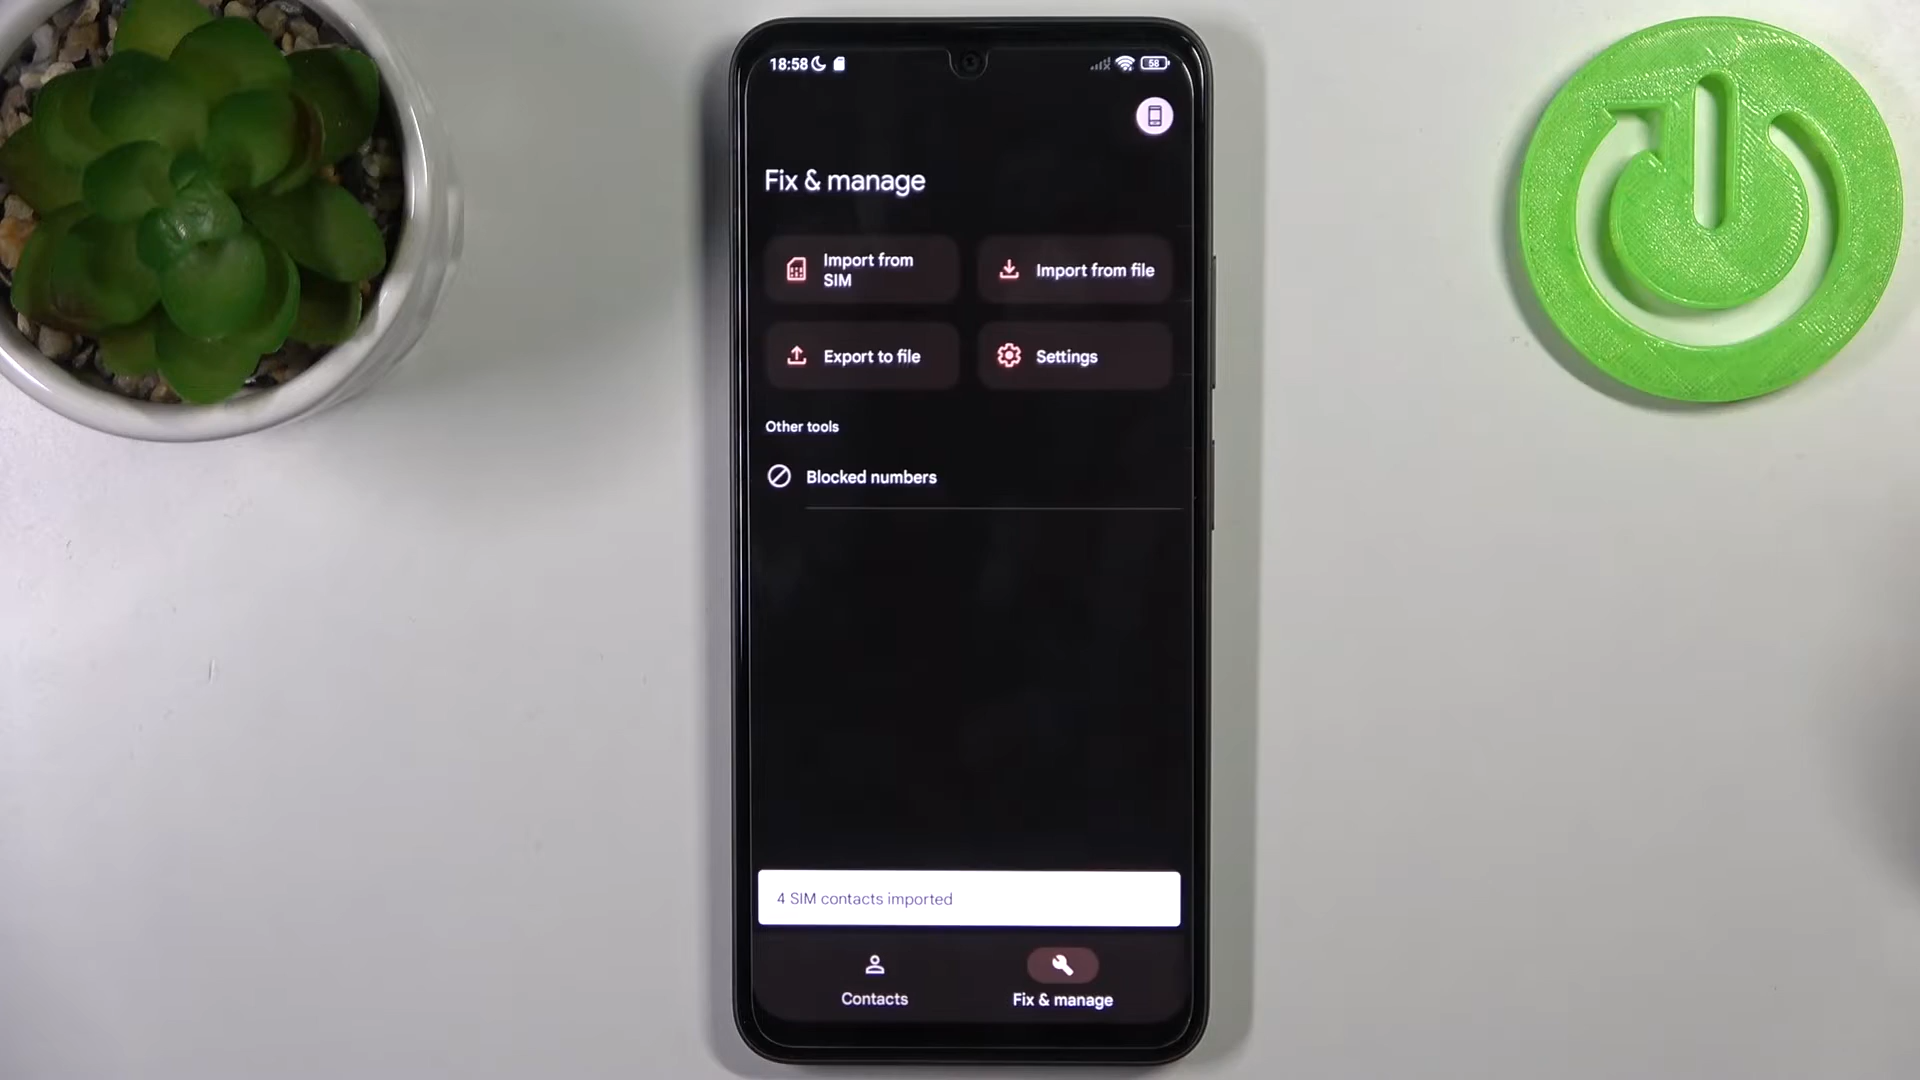 18:58
58
Fix & manage
Import from
SIM
Import from file
Export to file
Settings
Other tools
Blocked numbers
4 SIM contacts imported
Contacts
Fix & manage